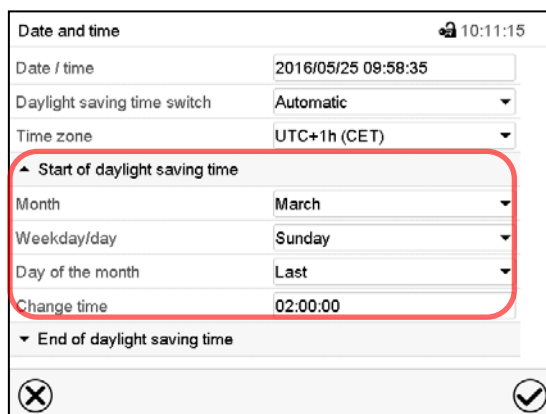 Date and time 10:11:15
Date / time 2016/05/25 09:58:35
Daylight saving time switch Automatic
Time zone UTC+1h (CET)
Start of daylight saving time
Month March
Weekday/day Sunday
Day of the month Last
Change time 02:00:00
End of daylight saving time